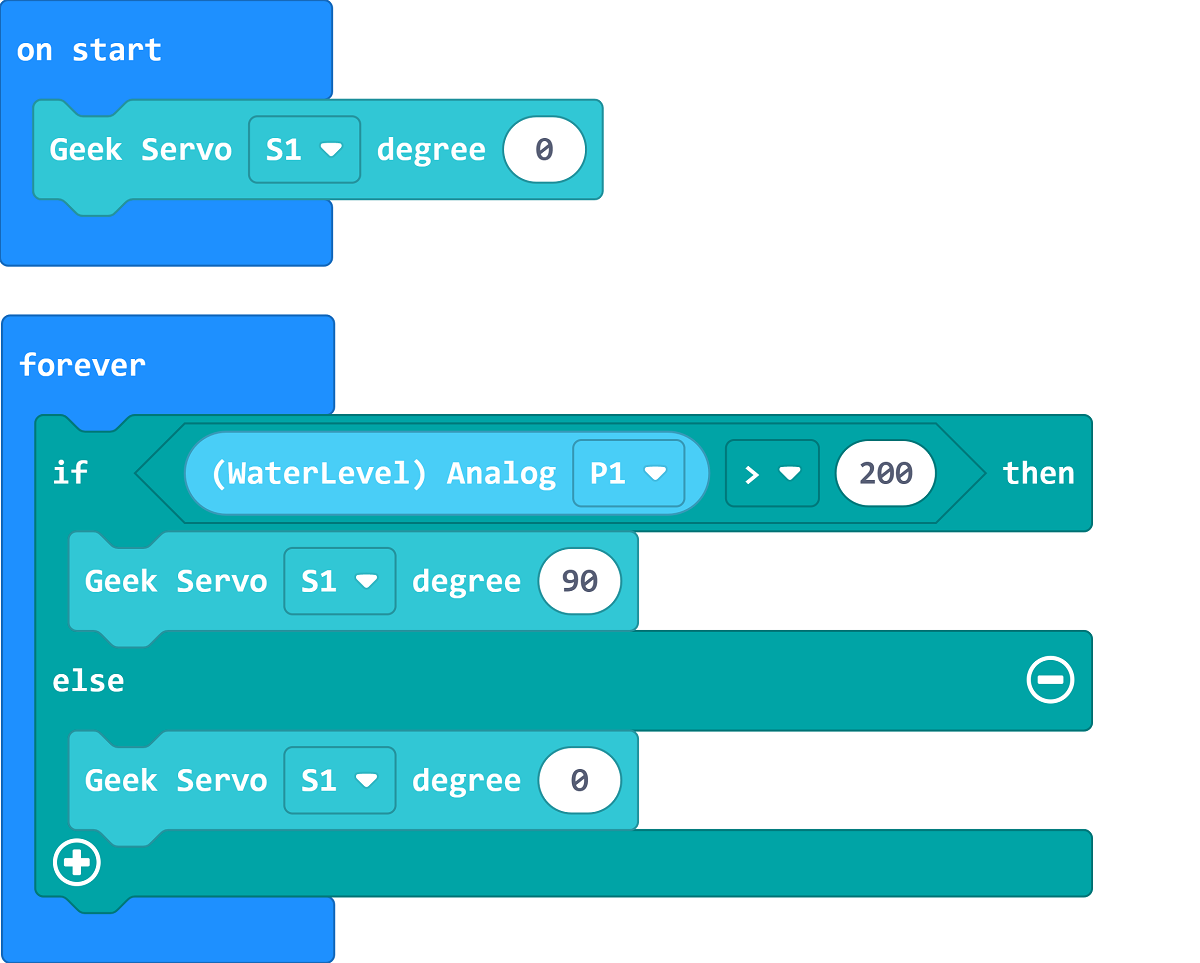 on start
Geek Servo S1 degree 0
forever
if (WaterLevel) Analog P1 > 200 then
Geek Servo S1 degree 90
else
Geek Servo S1 degree 0